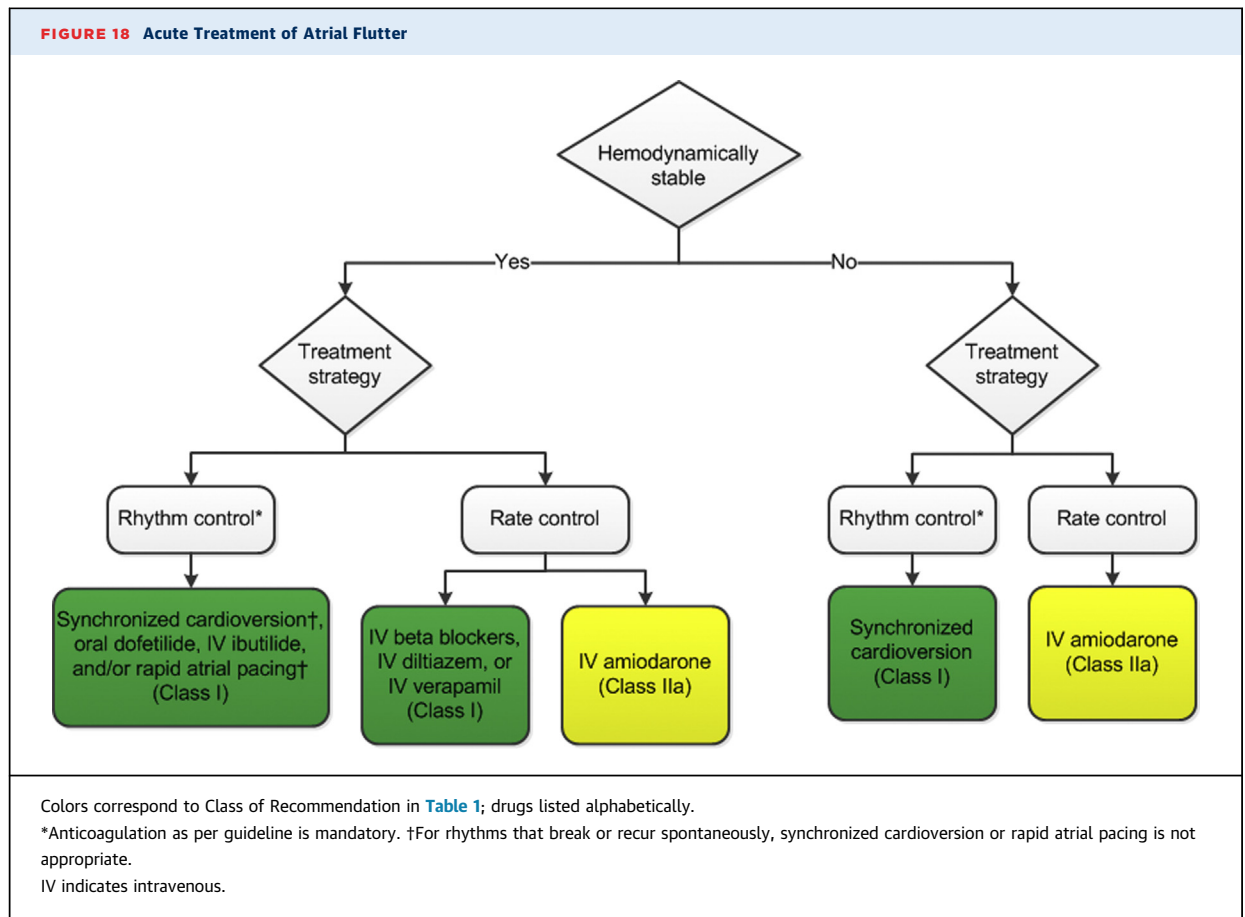 FIGURE 18 Acute Treatment of Atrial Flutter
Hemodynamically
stable
Yes
No
Treatment
strategy
Treatment
strategy
Rhythm control*
Rate control
Rhythm control*
Rate control
Synchronized cardioversion†,
oral dofetilide, IV ibutilide,
and/or rapid atrial pacing†
(Class I)
IV beta blockers,
IV diltiazem, or
IV verapamil
(Class I)
IV amiodarone
(Class IIa)
Synchronized
cardioversion
(Class I)
IV amiodarone
(Class IIa)
Colors correspond to Class of Recommendation in Table 1; drugs listed alphabetically.
*Anticoagulation as per guideline is mandatory. †For rhythms that break or recur spontaneously, synchronized cardioversion or rapid atrial pacing is not
appropriate.
IV indicates intravenous.